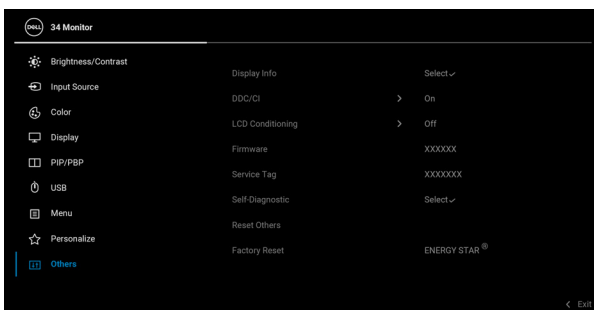 DELL 34 Monitor
Brightness/Contrast
Input Source
Color
Display
PIP/PBP
USB
Menu
Personalize
Others
Display Info Select✓
DDC/CI > On
LCD Conditioning > Off
Firmware XXXXXX
Service Tag XXXXXXX
Self-Diagnostic Select✓
Reset Others
Factory Reset ENERGY STAR ®
< Exit